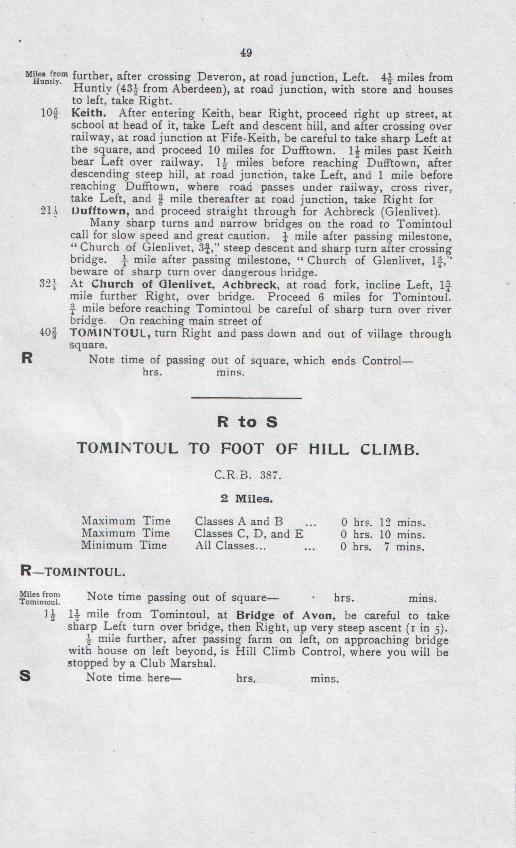 49
Miles from Huntly. further, after crossing Deveron, at road junction, Left. 4½ miles from
Huntly (43½ from Aberdeen), at road junction, with store and houses
to left, take Right.
10⅝ Keith. After entering Keith, bear Right, proceed right up street, at
school at head of it, take Left and descent hill, and after crossing over
railway, at road junction at Fife-Keith, be careful to take sharp Left at
the square, and proceed 10 miles for Dufftown. 1½ miles past Keith
bear Left over railway. 1½ miles before reaching Dufftown, after
descending steep hill, at road junction, take Left, and 1 mile before
reaching Dufftown, where road passes under railway, cross river,
take Left, and mile thereafter at road junction, take Right for
21½ Dufftown, and proceed straight through for Achbreck (Glenlivet).
Many sharp turns and narrow bridges on the road to Tomintoul
call for slow speed and great caution. ¼ mile after passing milestone,
"Church of Glenlivet, 3¾," steep descent and sharp turn after crossing
bridge. ¼ mile after passing milestone, "Church of Glenlivet, 1¾,"
beware of sharp turn over dangerous bridge.
32¼ At Church of Glenlivet, Achbreck, at road fork, incline Left, 1¾
mile further Right, over bridge. Proceed 6 miles for Tomintoul.
¾ mile before reaching Tomintoul be careful of sharp turn over river
bridge. On reaching main street of
40⅜ TOMINTOUL, turn Right and pass down and out of village through
square.
R Note time of passing out of square, which ends Control—
hrs. mins.
R to S
TOMINTOUL TO FOOT OF HILL CLIMB.
C.R.B. 387.
2 Miles.
Maximum Time Classes A and B ... 0 hrs. 12 mins.
Maximum Time Classes C, D, and E 0 hrs. 10 mins.
Minimum Time All Classes... ... 0 hrs. 7 mins.
R—TOMINTOUL.
Miles from Tomintoul. Note time passing out of square— hrs. mins.
1½ 1½ mile from Tomintoul, at Bridge of Avon, be careful to take
sharp Left turn over bridge, then Right, up very steep ascent (1 in 5).
½ mile further, after passing farm on left, on approaching bridge
with house on left beyond, is Hill Climb Control, where you will be
stopped by a Club Marshal.
S Note time here— hrs. mins.